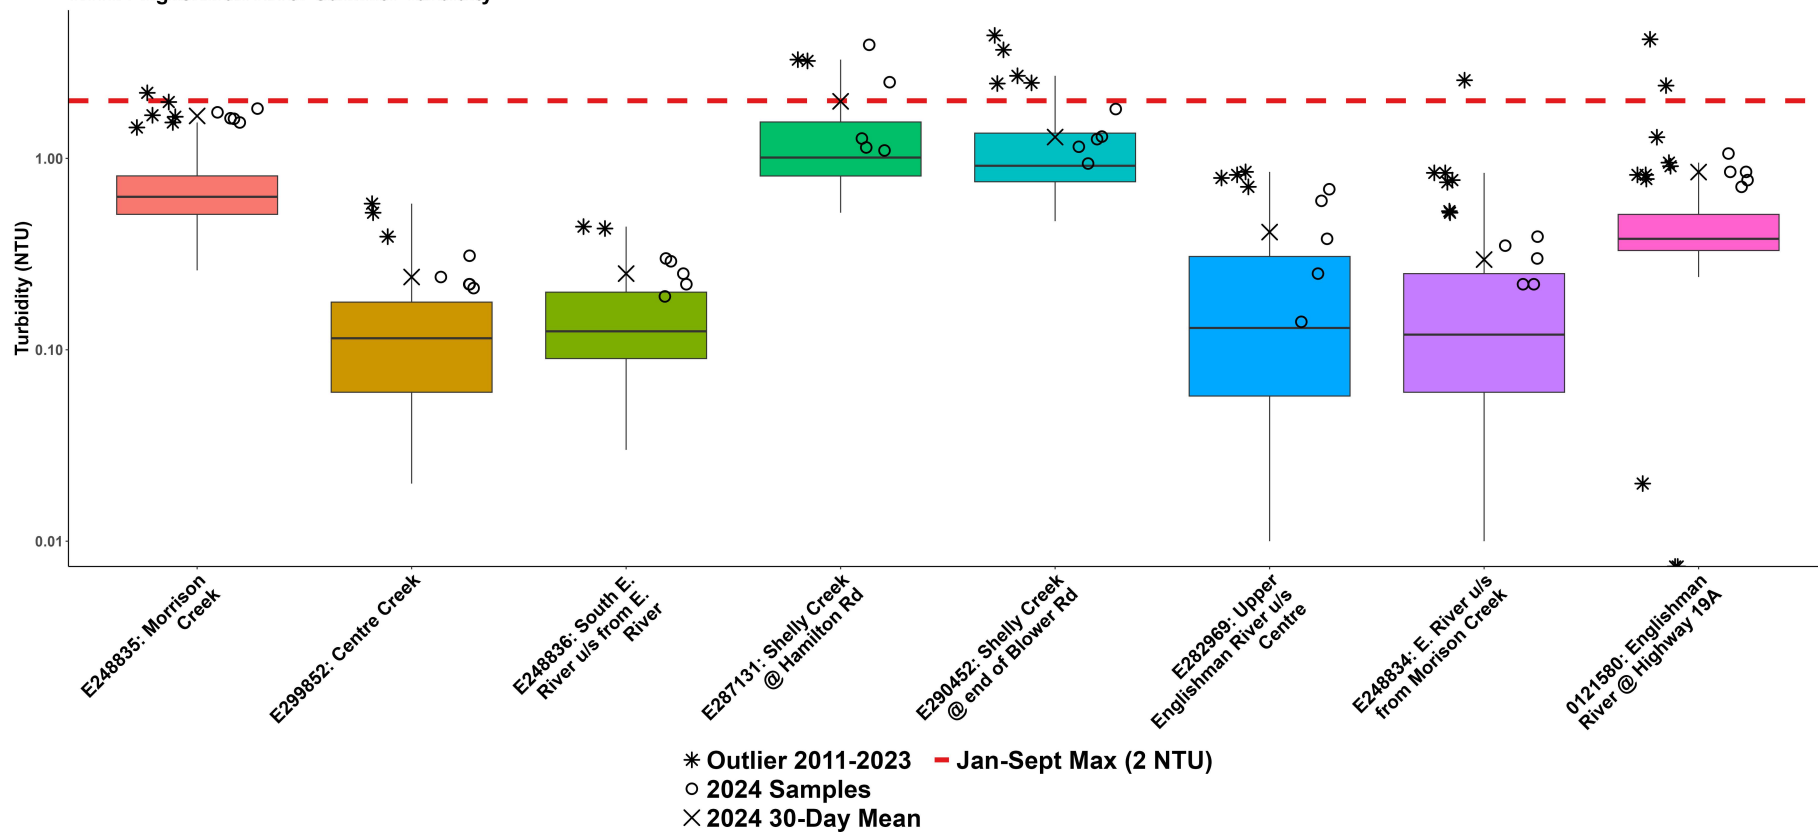 Turbidity (NTU)
1.00
0.10
0.01
E248835: Morrison
Creek
E299852: Centre Creek
E248836: South E.
River u/s from E.
River
E287131: Shelly Creek
@ Hamilton Rd
E290452: Shelly Creek
@ end of Blower Rd
E282969: Upper
Englishman River u/s
Centre
E248834: E. River u/s
from Morison Creek
0121580: Englishman
River @ Highway 19A
Outlier 2011-2023
Jan-Sept Max (2 NTU)
2024 Samples
2024 30-Day Mean